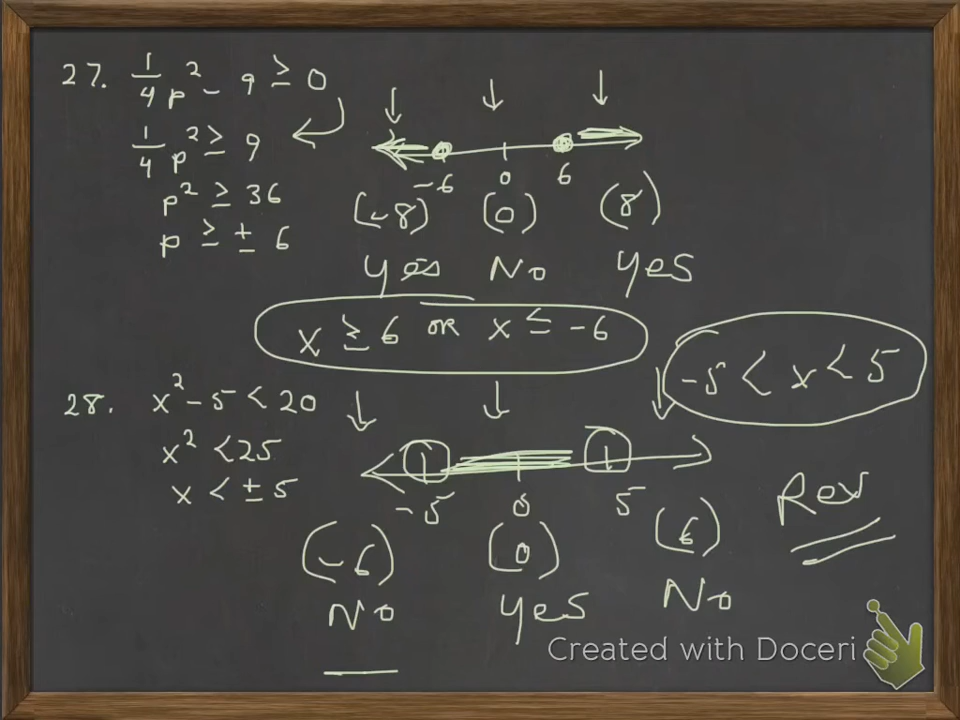 27. 1/4 p² - 9 ≥ 0
1/4 p² ≥ 9
p² ≥ 36
p ≥ ± 6
-6 0 6
(-8) (0) (8)
Yes No Yes
x ≥ 6 OR x ≤ -6
-5 < x < 5
28. x² - 5 < 20
x² < 25
x < ± 5
-5 0 5
(-6) (0) (6)
No Yes No
Rev
Created with Doceri